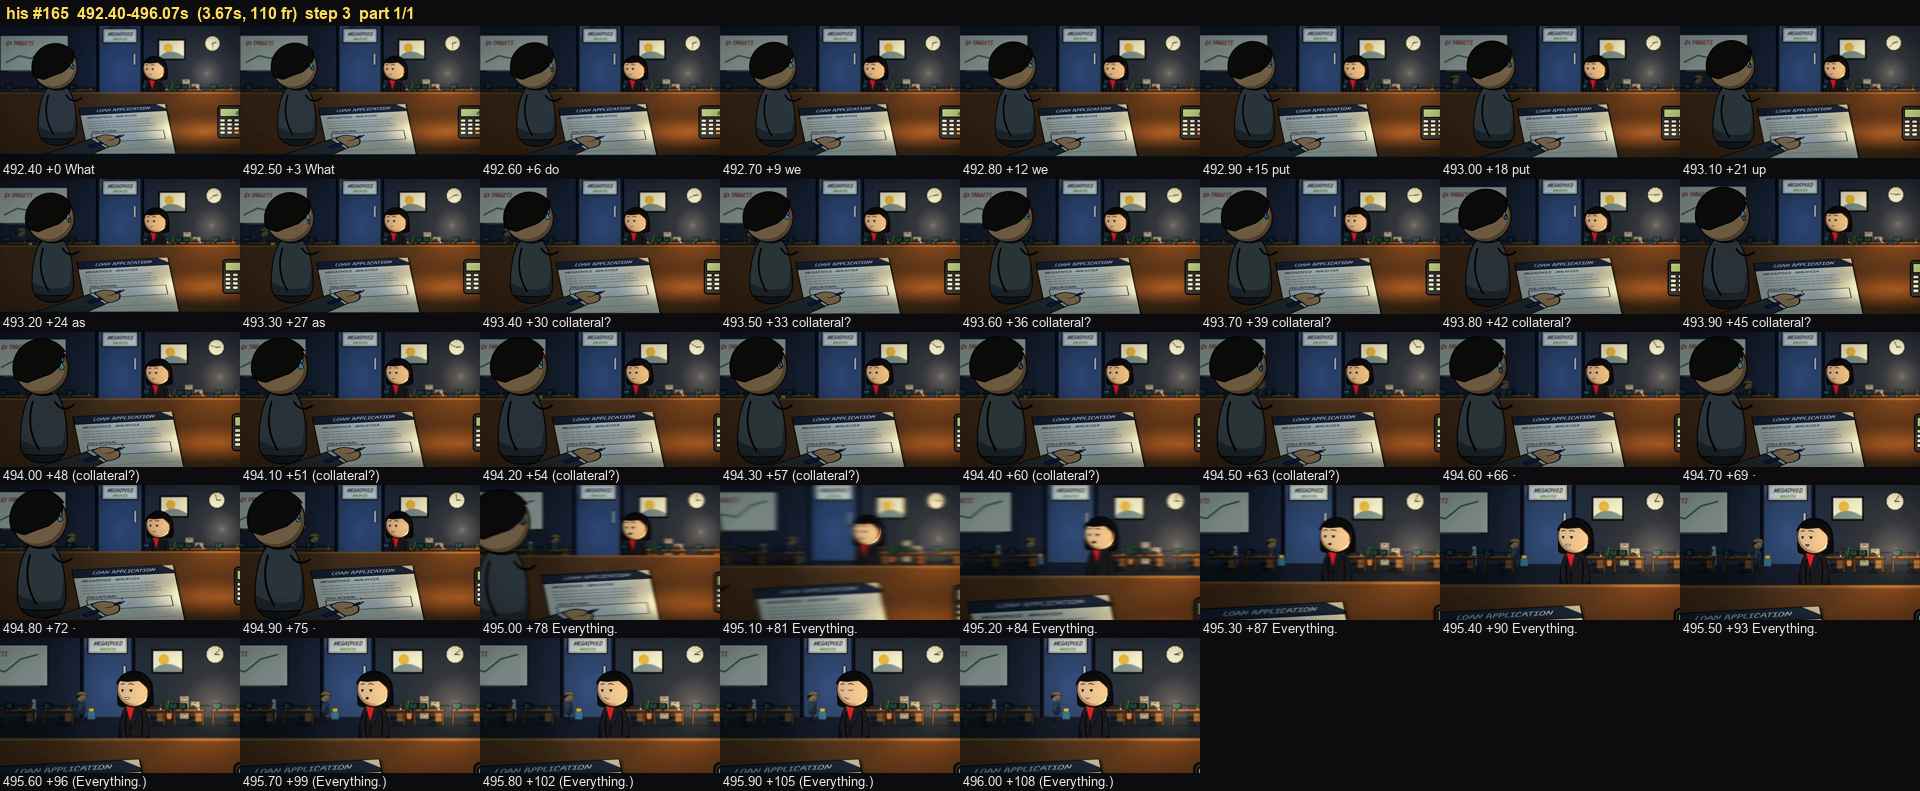 his #165 492.40-496.07s (3.67s, 110 fr) step 3 part 1/1
492.40 +0 What
492.50 +3 What
492.60 +6 do
492.70 +9 we
492.80 +12 we
492.90 +15 put
493.00 +18 put
493.10 +21 up
493.20 +24 as
493.30 +27 as
493.40 +30 collateral?
493.50 +33 collateral?
493.60 +36 collateral?
493.70 +39 collateral?
493.80 +42 collateral?
493.90 +45 collateral?
494.00 +48 (collateral?)
494.10 +51 (collateral?)
494.20 +54 (collateral?)
494.30 +57 (collateral?)
494.40 +60 (collateral?)
494.50 +63 (collateral?)
494.60 +66 -
494.70 +69 -
494.80 +72 -
494.90 +75 -
495.00 +78 Everything.
495.10 +81 Everything.
495.20 +84 Everything.
495.30 +87 Everything.
495.40 +90 Everything.
495.50 +93 Everything.
495.60 +96 (Everything.)
495.70 +99 (Everything.)
495.80 +102 (Everything.)
495.90 +105 (Everything.)
496.00 +108 (Everything.)
LOAN APPLICATION